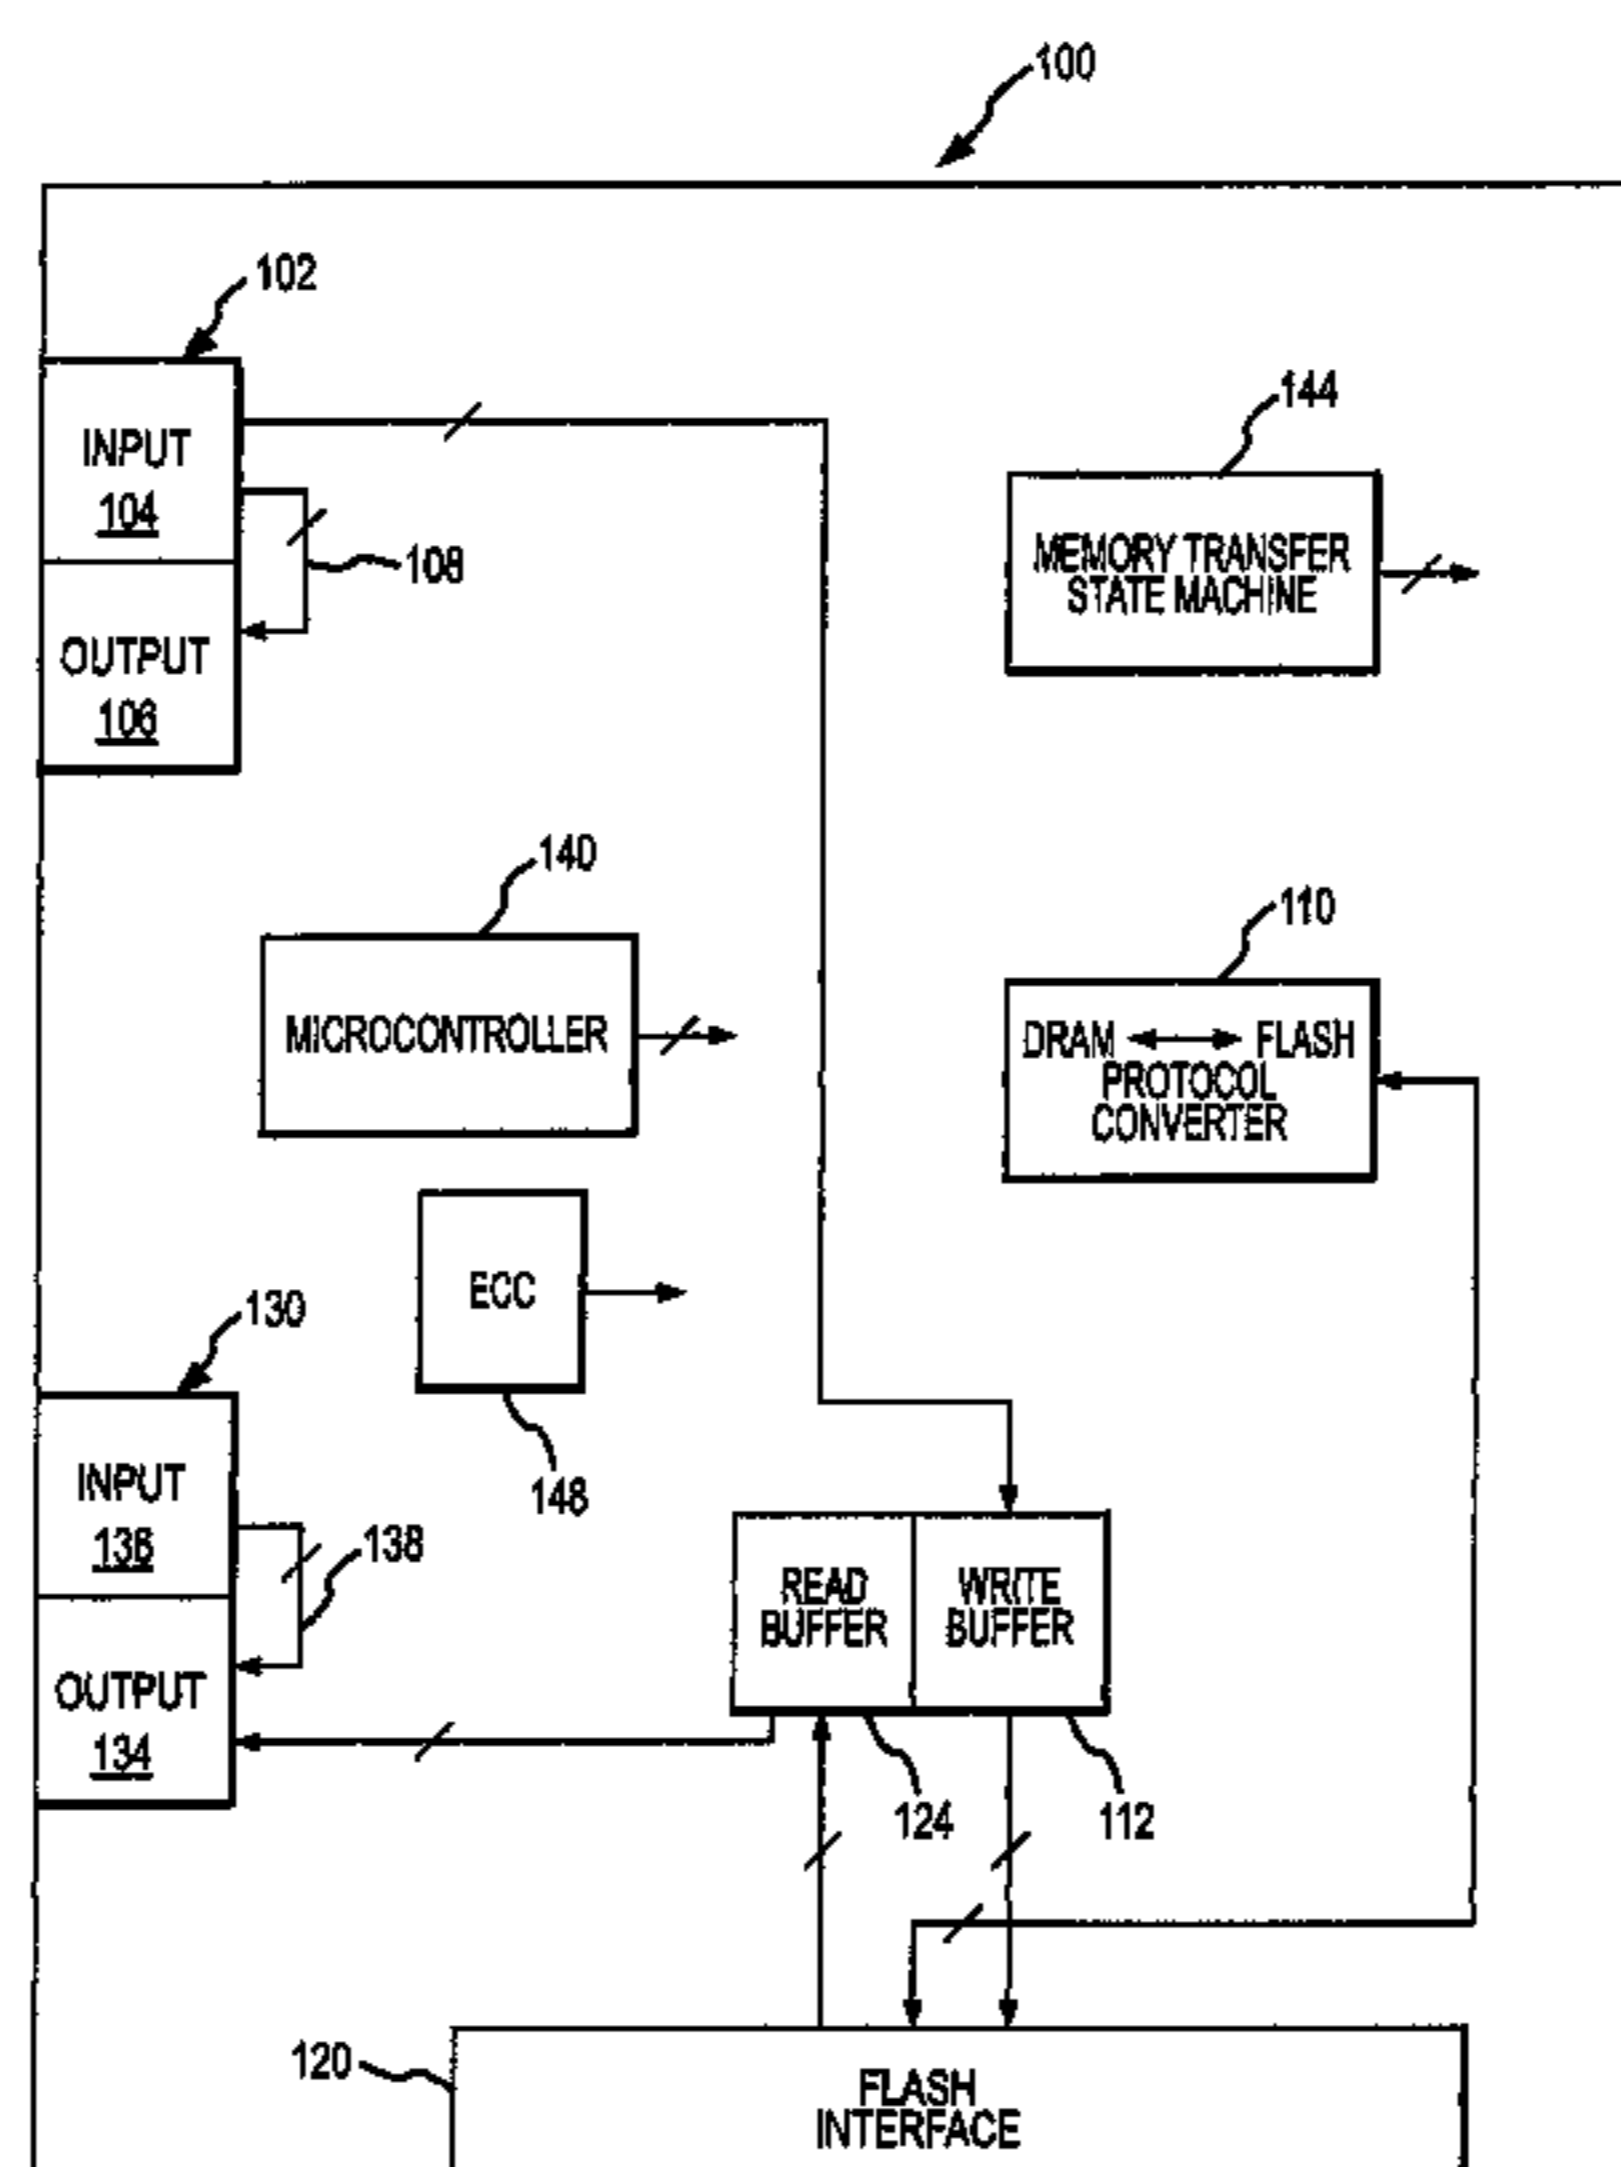 100
102
INPUT
104
108
OUTPUT
106
144
MEMORY TRANSFER
STATE MACHINE
140
MICROCONTROLLER
110
DRAM FLASH
PROTOCOL
CONVERTER
ECC
148
130
INPUT
136
138
OUTPUT
134
READ
BUFFER
WRITE
BUFFER
124
112
120
FLASH
INTERFACE